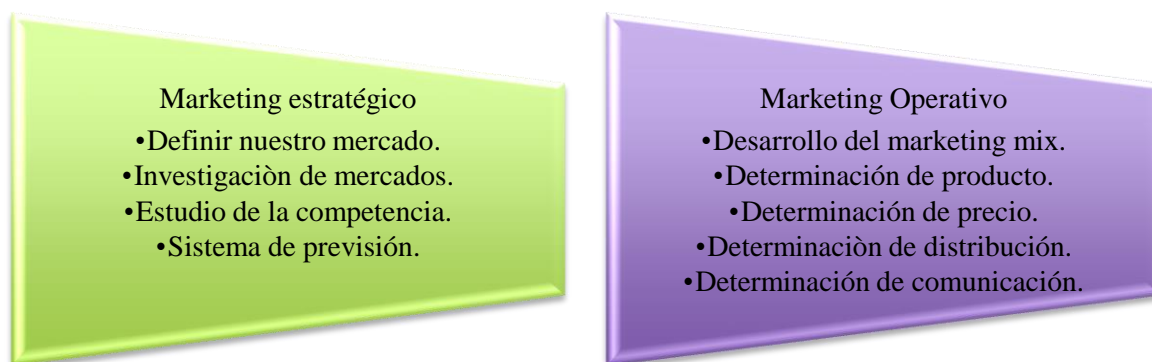 Marketing estratégico
•Definir nuestro mercado.
•Investigaciòn de mercados.
•Estudio de la competencia.
•Sistema de previsión.
Marketing Operativo
•Desarrollo del marketing mix.
•Determinación de producto.
•Determinación de precio.
•Determinaciòn de distribución.
•Determinación de comunicación.